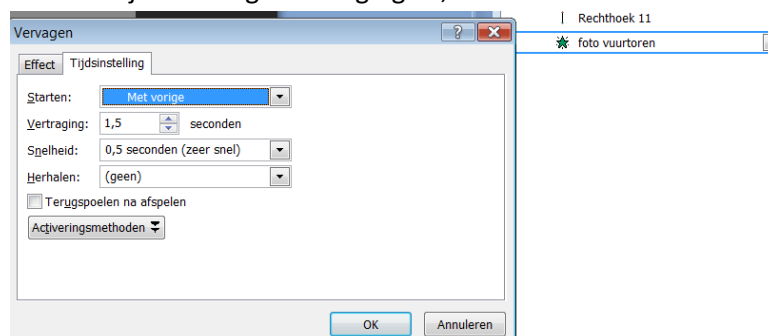 Vervagen
Rechthoek 11
foto vuurtoren
Effect Tijdsinstelling
Starten: Met vorige
Vertraging: 1,5 seconden
Snelheid: 0,5 seconden (zeer snel)
Herhalen: (geen)
Terugspoelen na afspelen
Activeringsmethoden
OK Annuleren